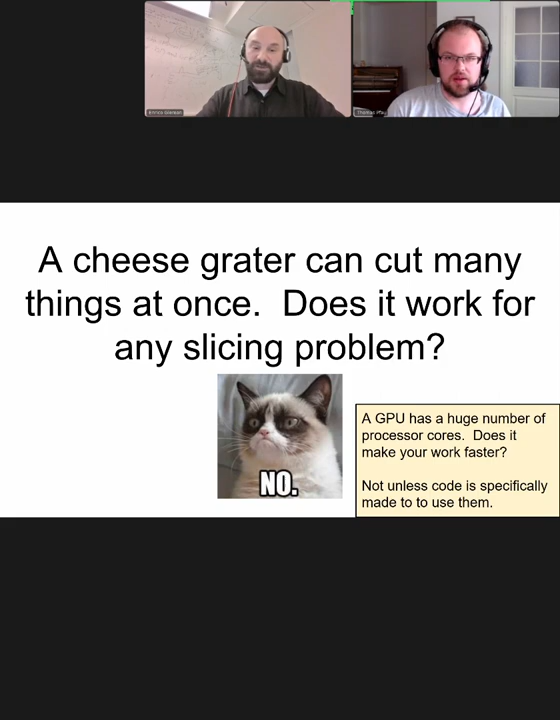 A cheese grater can cut many
things at once.  Does it work for
any slicing problem?
NO.
A GPU has a huge number of
processor cores.  Does it
make your work faster?
Not unless code is specifically
made to to use them.